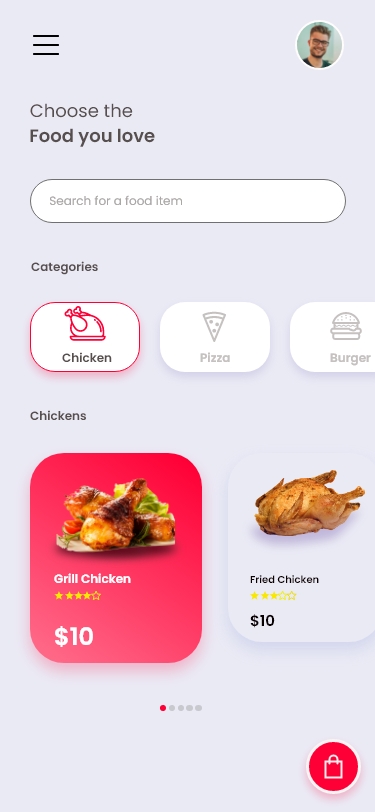 Choose the
Food you love
Search for a food item
Categories
Chicken
Pizza
Burger
Chickens
Grill Chicken
$10
Fried Chicken
$10